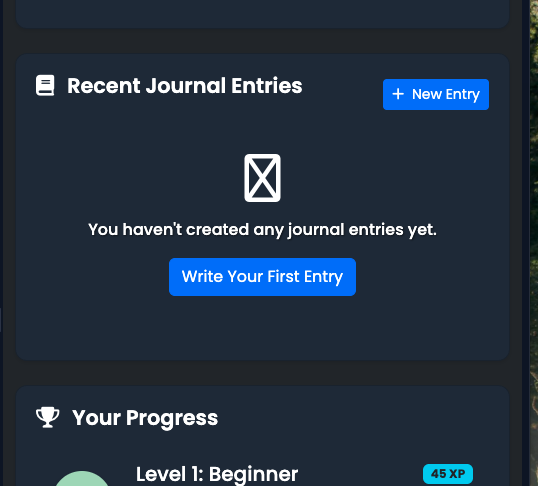 Recent Journal Entries
+ New Entry
You haven't created any journal entries yet.
Write Your First Entry
Your Progress
Level 1: Beginner
45 XP